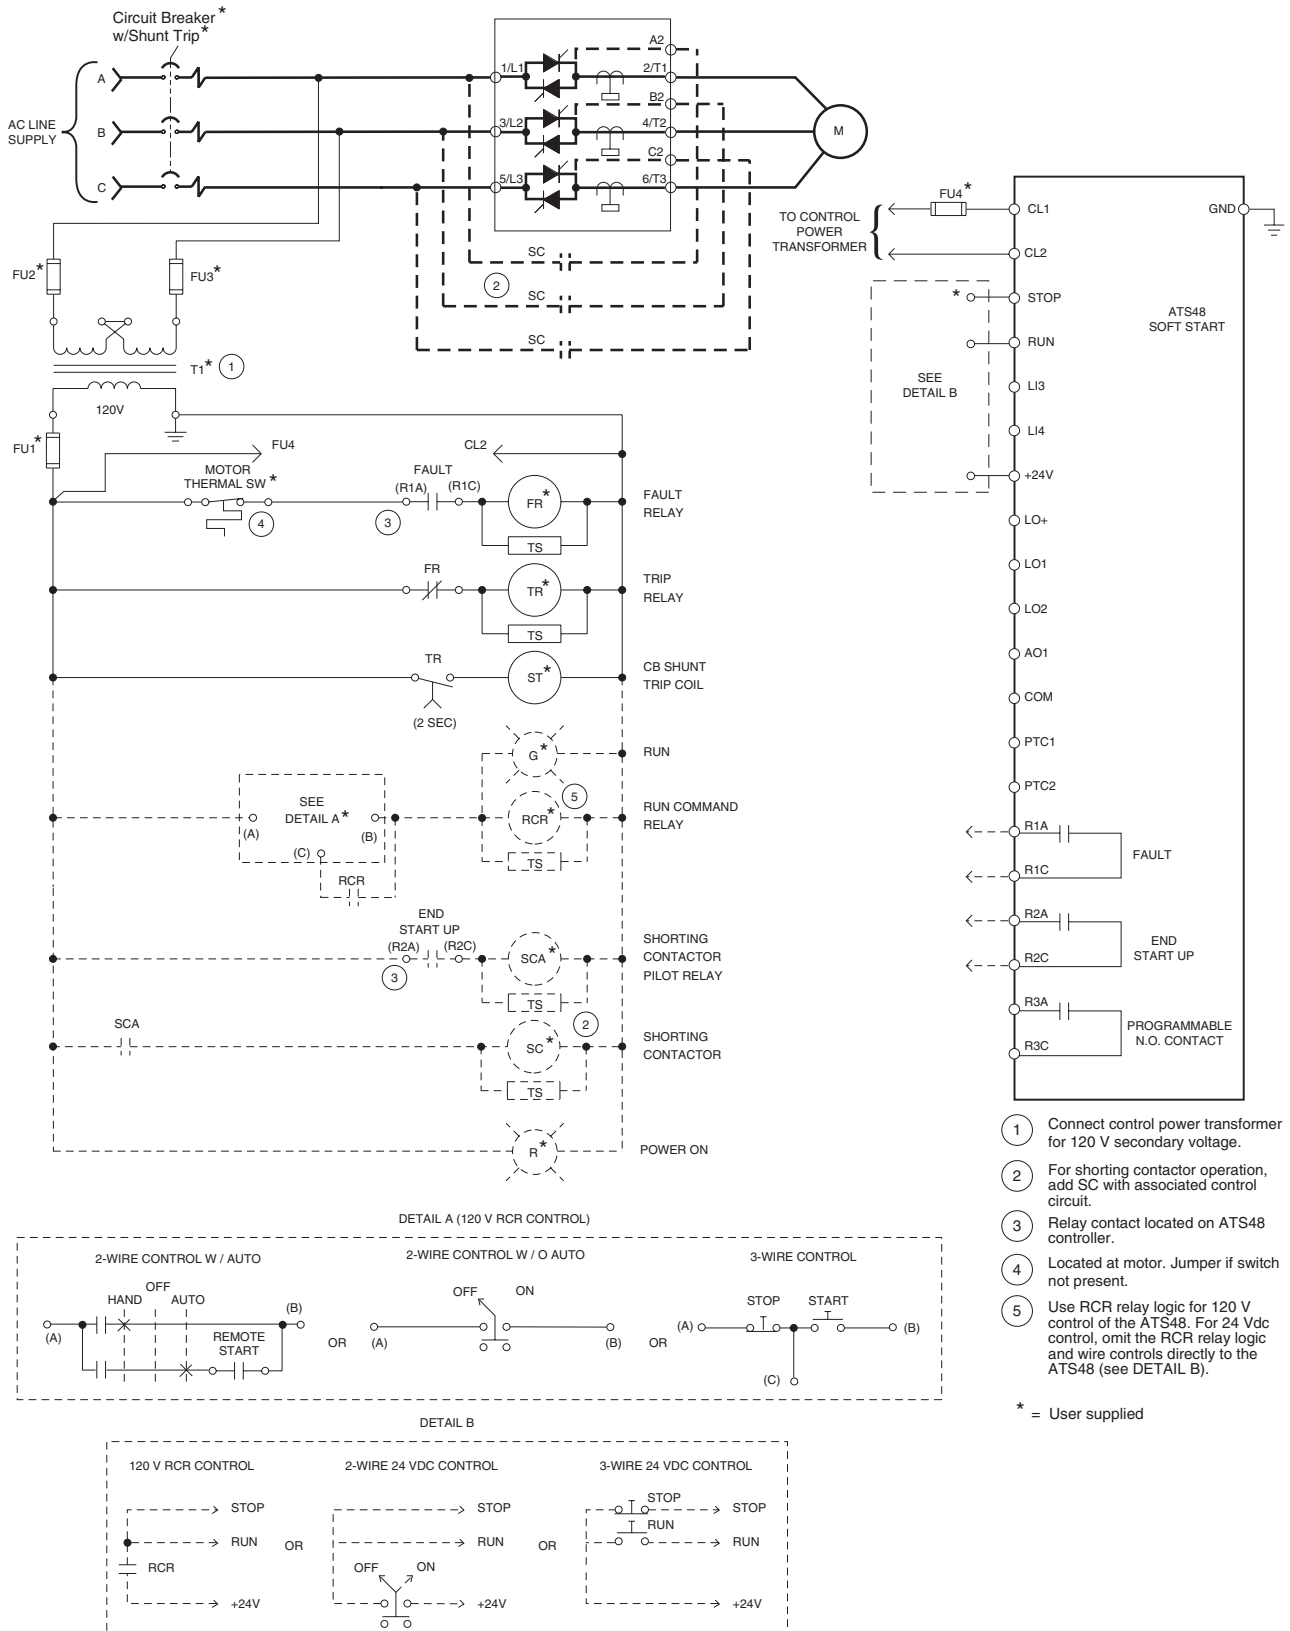 Circuit Breaker *
w/Shunt Trip *
AC LINE
SUPPLY
A
B
C
1/L1
3/L2
5/L3
A2
2/T1
B2
4/T2
C2
6/T3
M
SC
SC
SC
2
FU2*
FU3*
T1* 1
120V
FU1*
FU4
CL2
MOTOR
THERMAL SW *
4
FAULT
(R1A) (R1C)
3
FR*
TS
FAULT
RELAY
FR
TR*
TS
TRIP
RELAY
TR
(2 SEC)
ST*
CB SHUNT
TRIP COIL
G*
RUN
SEE
DETAIL A*
(A)
(B)
(C)
RCR
5
RCR*
TS
RUN COMMAND
RELAY
END
START UP
(R2A) (R2C)
3
SCA*
TS
SHORTING
CONTACTOR
PILOT RELAY
SCA
2
SC*
TS
SHORTING
CONTACTOR
R*
POWER ON
TO CONTROL
POWER
TRANSFORMER
FU4*
CL1
GND
CL2
*
STOP
RUN
SEE
DETAIL B
ATS48
SOFT START
LI3
LI4
+24V
LO+
LO1
LO2
AO1
COM
PTC1
PTC2
R1A
FAULT
R1C
R2A
END
START UP
R2C
R3A
PROGRAMMABLE
N.O. CONTACT
R3C
1 Connect control power transformer
for 120 V secondary voltage.
2 For shorting contactor operation,
add SC with associated control
circuit.
3 Relay contact located on ATS48
controller.
4 Located at motor. Jumper if switch
not present.
5 Use RCR relay logic for 120 V
control of the ATS48. For 24 Vdc
control, omit the RCR relay logic
and wire controls directly to the
ATS48 (see DETAIL B).
* = User supplied
DETAIL A (120 V RCR CONTROL)
2-WIRE CONTROL W / AUTO
OFF
HAND AUTO
(A)
(B)
REMOTE
START
OR
2-WIRE CONTROL W / O AUTO
OFF ON
(A)
(B)
OR
3-WIRE CONTROL
STOP START
(A)
(B)
(C)
DETAIL B
120 V RCR CONTROL
STOP
RUN
RCR
+24V
OR
2-WIRE 24 VDC CONTROL
STOP
RUN
OFF ON
+24V
OR
3-WIRE 24 VDC CONTROL
STOP
STOP
RUN
RUN
+24V